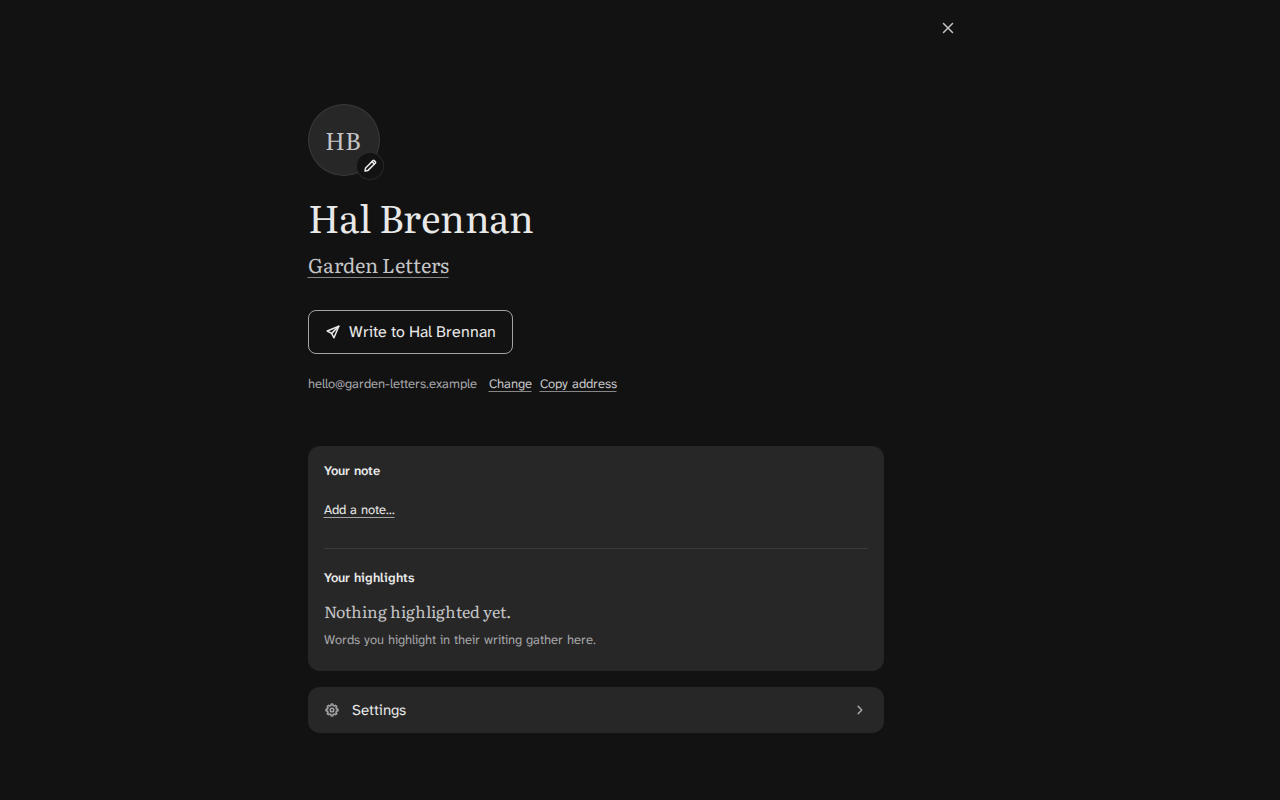 HB
Hal Brennan
Garden Letters
Write to Hal Brennan
hello@garden-letters.example Change Copy address
Your note
Add a note...
Your highlights
Nothing highlighted yet.
Words you highlight in their writing gather here.
Settings